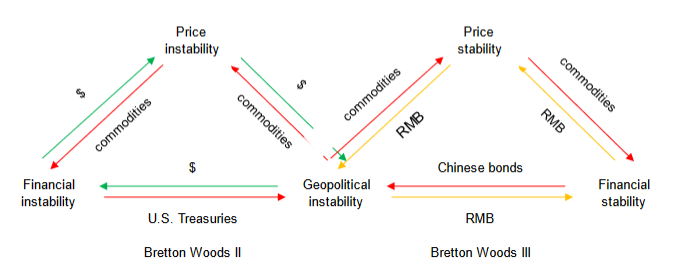 Price
instability
Price
stability
$
commodities
$
commodities
commodities
RMB
commodities
RMB
Financial
instability
$
U.S. Treasuries
Geopolitical
instability
Chinese bonds
RMB
Financial
stability
Bretton Woods II
Bretton Woods III